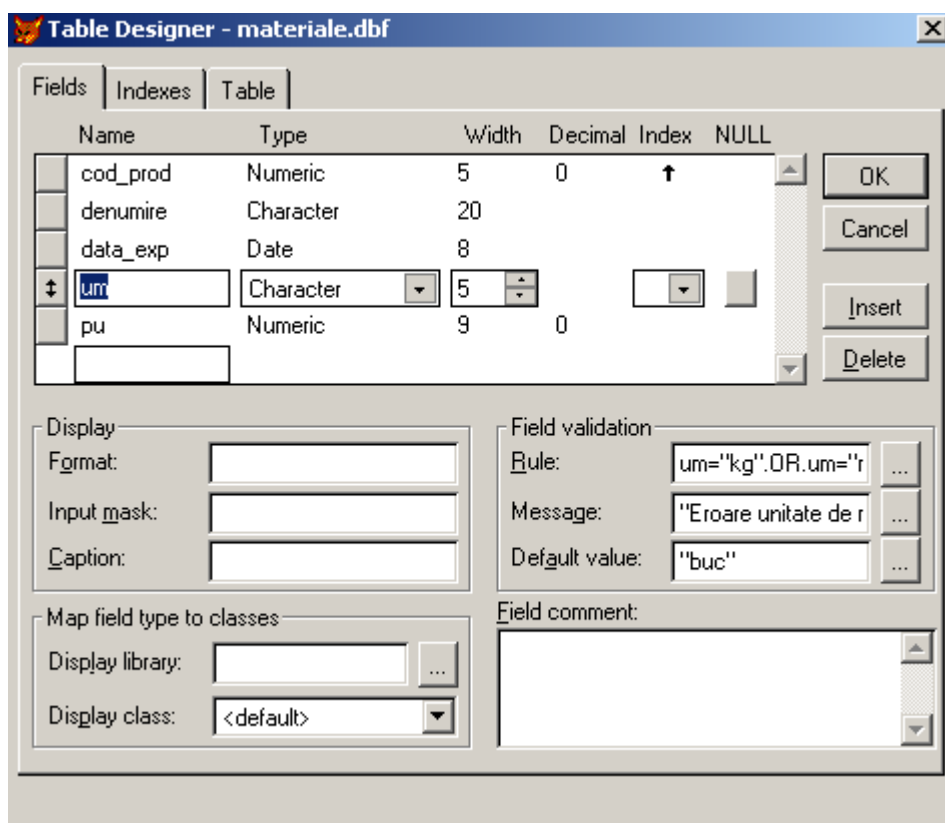 Table Designer - materiale.dbf
Fields Indexes Table
Name Type Width Decimal Index NULL
cod_prod Numeric 5 0
denumire Character 20
data_exp Date 8
um Character 5
pu Numeric 9 0
OK
Cancel
Insert
Delete
Display
Format:
Input mask:
Caption:
Field validation
Rule: um="kg".OR.um="r ...
Message: "Eroare unitate de r ...
Default value: "buc" ...
Map field type to classes
Display library: ...
Display class: <default>
Field comment: